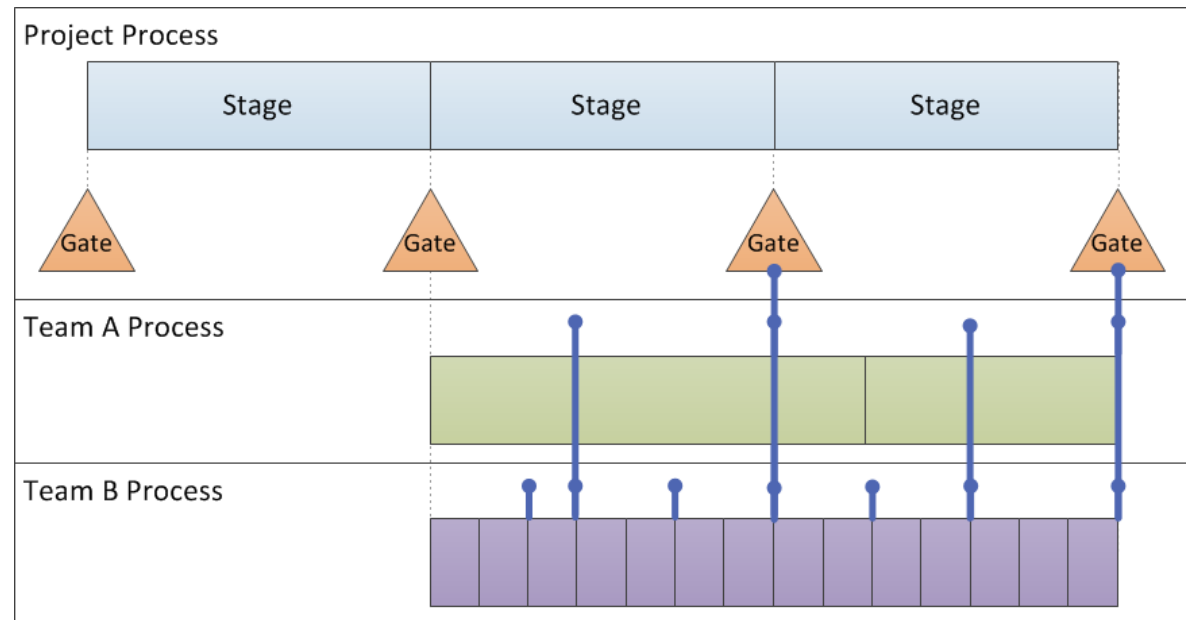 Project Process
Stage
Stage
Stage
Gate
Gate
Gate
Gate
Team A Process
Team B Process